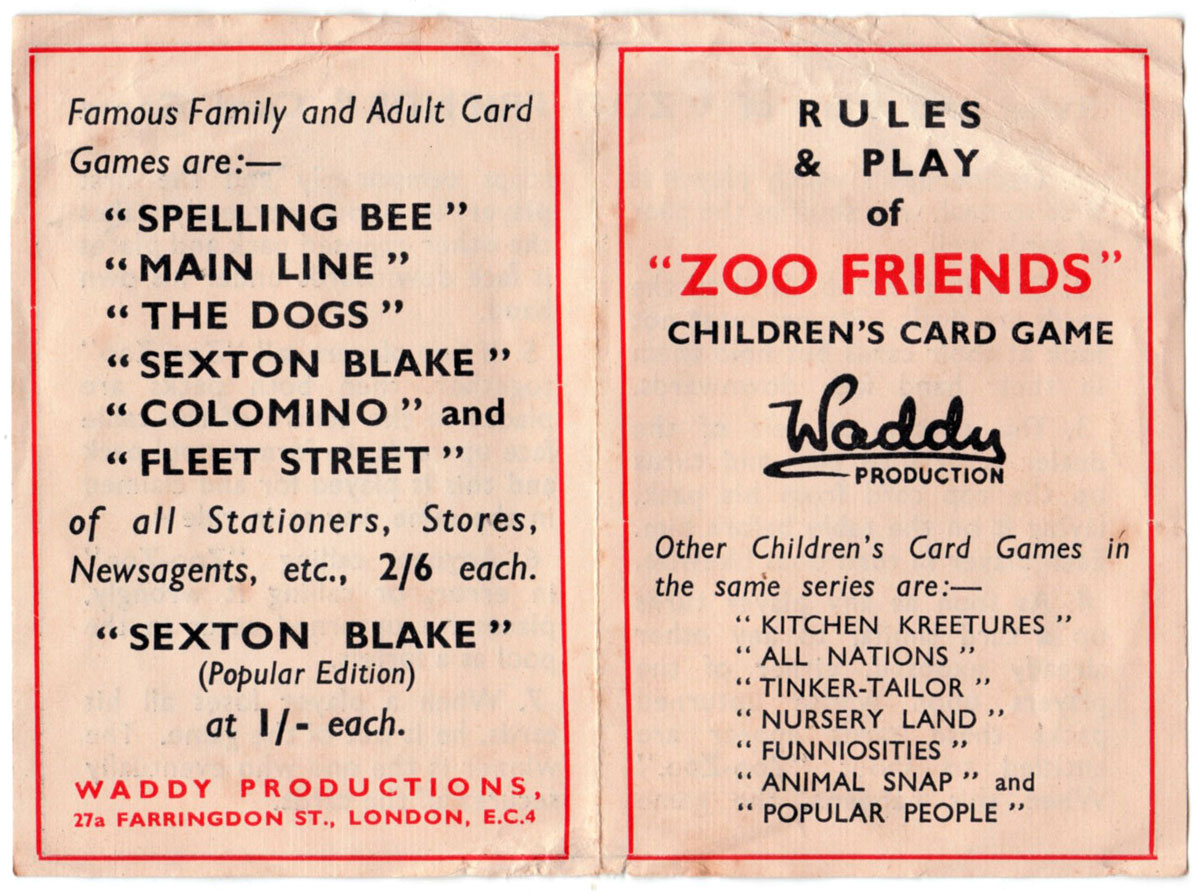 Famous Family and Adult Card
Games are:—
“ SPELLING BEE ”
“ MAIN LINE ”
“ THE DOGS ”
“ SEXTON BLAKE ”
“ COLOMINO ” and
“ FLEET STREET ”
of all Stationers, Stores,
Newsagents, etc., 2/6 each.
“ SEXTON BLAKE ”
(Popular Edition)
at 1/- each.
WADDY PRODUCTIONS,
27a FARRINGDON ST., LONDON, E.C.4
RULES
& PLAY
of
“ZOO FRIENDS”
CHILDREN’S CARD GAME
Waddy
PRODUCTION
Other Children’s Card Games in
the same series are:—
“ KITCHEN KREETURES ”
“ ALL NATIONS ”
“ TINKER-TAILOR ”
“ NURSERY LAND ”
“ FUNNIOSITIES ”
“ ANIMAL SNAP ” and
“ POPULAR PEOPLE ”